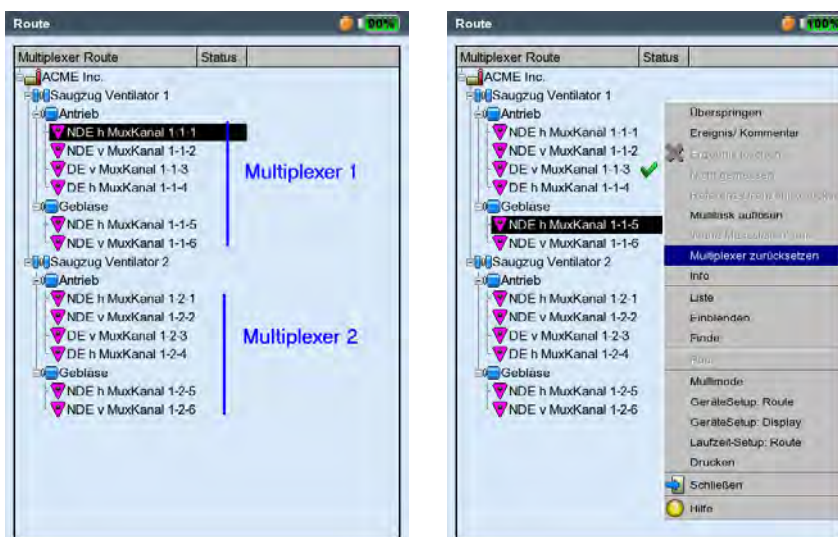 Route
90%
Multiplexer Route Status
ACME Inc.
Saugzug Ventilator 1
Antrieb
NDE h MuxKanal 1-1-1
NDE v MuxKanal 1-1-2
DE v MuxKanal 1-1-3
DE h MuxKanal 1-1-4
Multiplexer 1
Gebläse
NDE h MuxKanal 1-1-5
NDE v MuxKanal 1-1-6
Saugzug Ventilator 2
Antrieb
NDE h MuxKanal 1-2-1
NDE v MuxKanal 1-2-2
DE v MuxKanal 1-2-3
DE h MuxKanal 1-2-4
Multiplexer 2
Gebläse
NDE h MuxKanal 1-2-5
NDE v MuxKanal 1-2-6
Route
100%
Multiplexer Route Status
ACME Inc.
Saugzug Ventilator 1
Antrieb
NDE h MuxKanal 1-1-1
NDE v MuxKanal 1-1-2
DE v MuxKanal 1-1-3
DE h MuxKanal 1-1-4
Gebläse
NDE h MuxKanal 1-1-5
NDE v MuxKanal 1-1-6
Saugzug Ventilator 2
Antrieb
NDE h MuxKanal 1-2-1
NDE v MuxKanal 1-2-2
DE v MuxKanal 1-2-3
DE h MuxKanal 1-2-4
Gebläse
NDE h MuxKanal 1-2-5
NDE v MuxKanal 1-2-6
Überspringen
Ereignis/ Kommentar
Nicht gemessen
Multitask auflösen
Multiplexer zurücksetzen
Info
Liste
Einblenden
Finde
Multimode
GeräteSetup: Route
GeräteSetup: Display
Laufzeit-Setup: Route
Drucken
Schließen
Hilfe